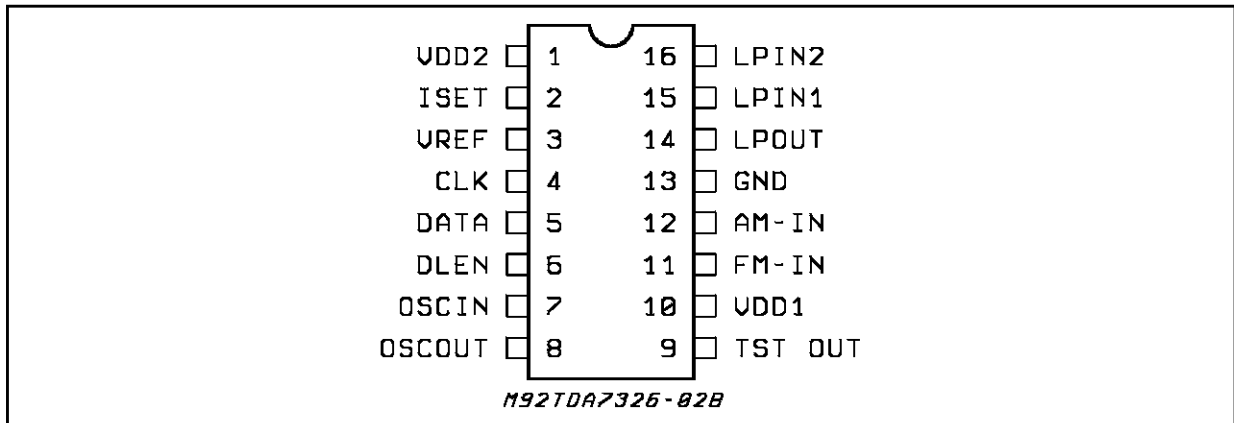 VDD2 1 16 LPIN2
ISET 2 15 LPIN1
VREF 3 14 LPOUT
CLK 4 13 GND
DATA 5 12 AM-IN
DLEN 6 11 FM-IN
OSCIN 7 10 VDD1
OSCOUT 8 9 TST OUT
M92TDA7326-02B